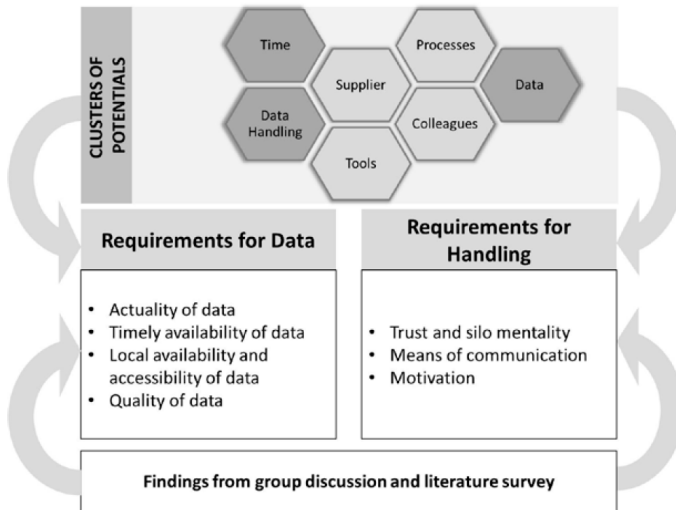 CLUSTERS OF
POTENTIALS
Time
Processes
Supplier
Data
Data
Handling
Colleagues
Tools
Requirements for Data
• Actuality of data
• Timely availability of data
• Local availability and
accessibility of data
• Quality of data
Requirements for
Handling
• Trust and silo mentality
• Means of communication
• Motivation
Findings from group discussion and literature survey